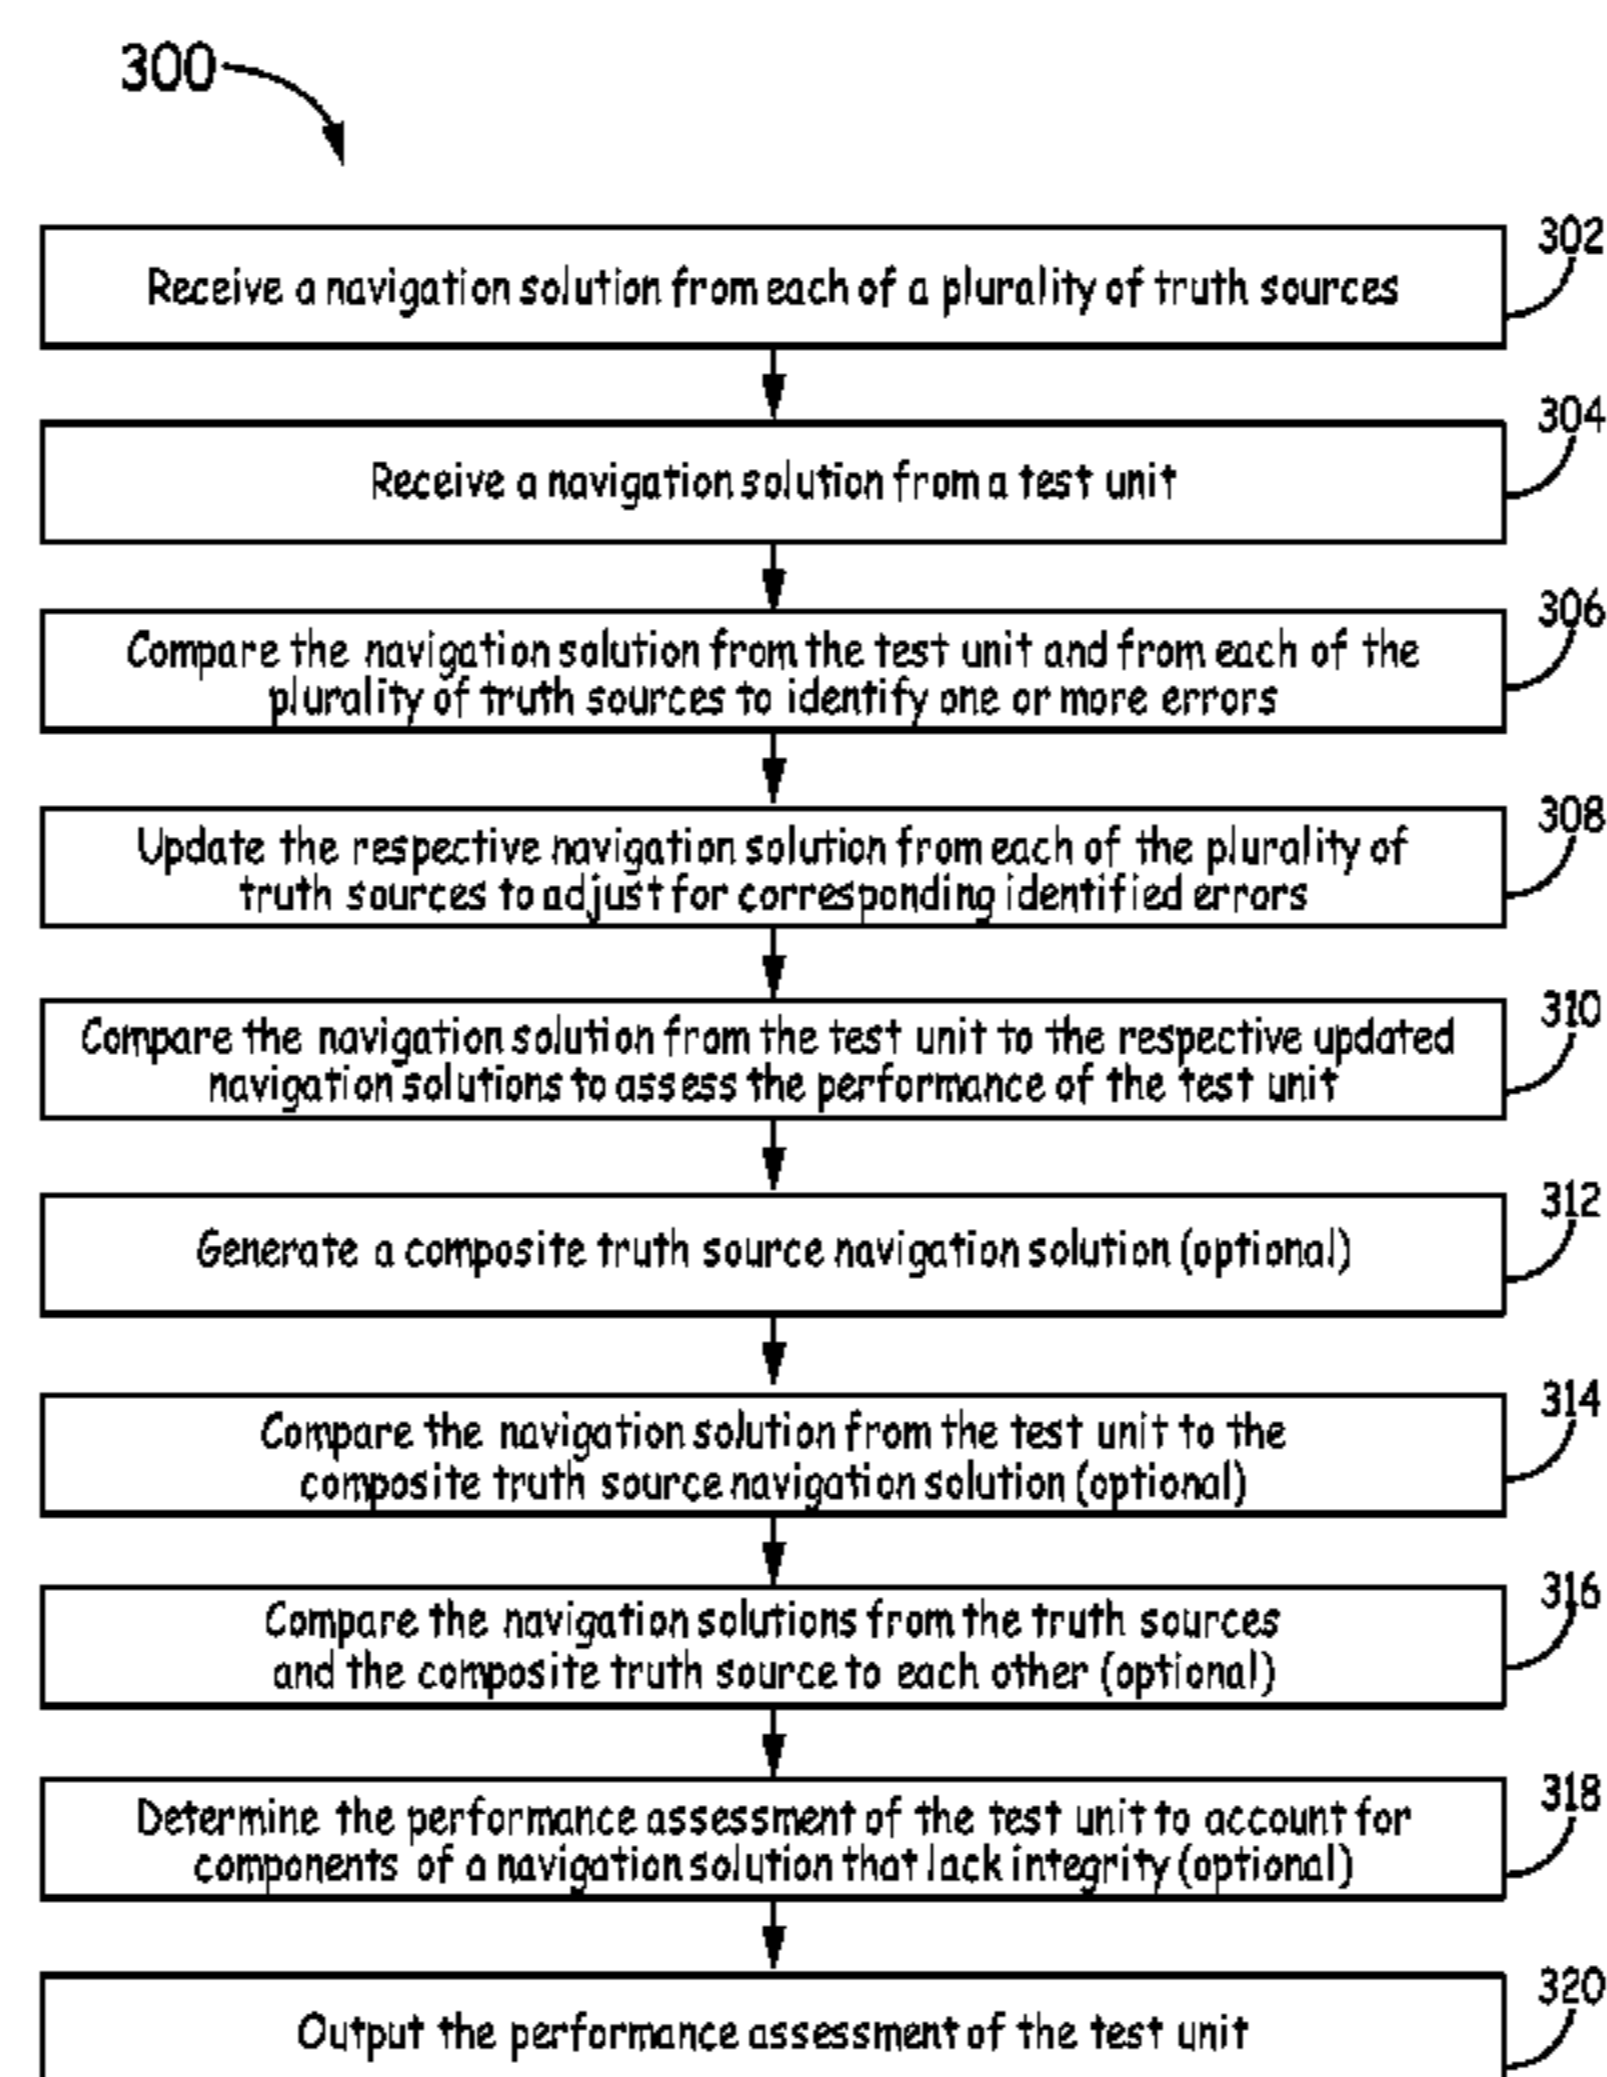 300
302
Receive a navigation solution from each of a plurality of truth sources
304
Receive a navigation solution from a test unit
306
Compare the navigation solution from the test unit and from each of the
plurality of truth sources to identify one or more errors
308
Update the respective navigation solution from each of the plurality of
truth sources to adjust for corresponding identified errors
310
Compare the navigation solution from the test unit to the respective updated
navigation solutions to assess the performance of the test unit
312
Generate a composite truth source navigation solution (optional)
314
Compare the navigation solution from the test unit to the
composite truth source navigation solution (optional)
316
Compare the navigation solutions from the truth sources
and the composite truth source to each other (optional)
318
Determine the performance assessment of the test unit to account for
components of a navigation solution that lack integrity (optional)
320
Output the performance assessment of the test unit